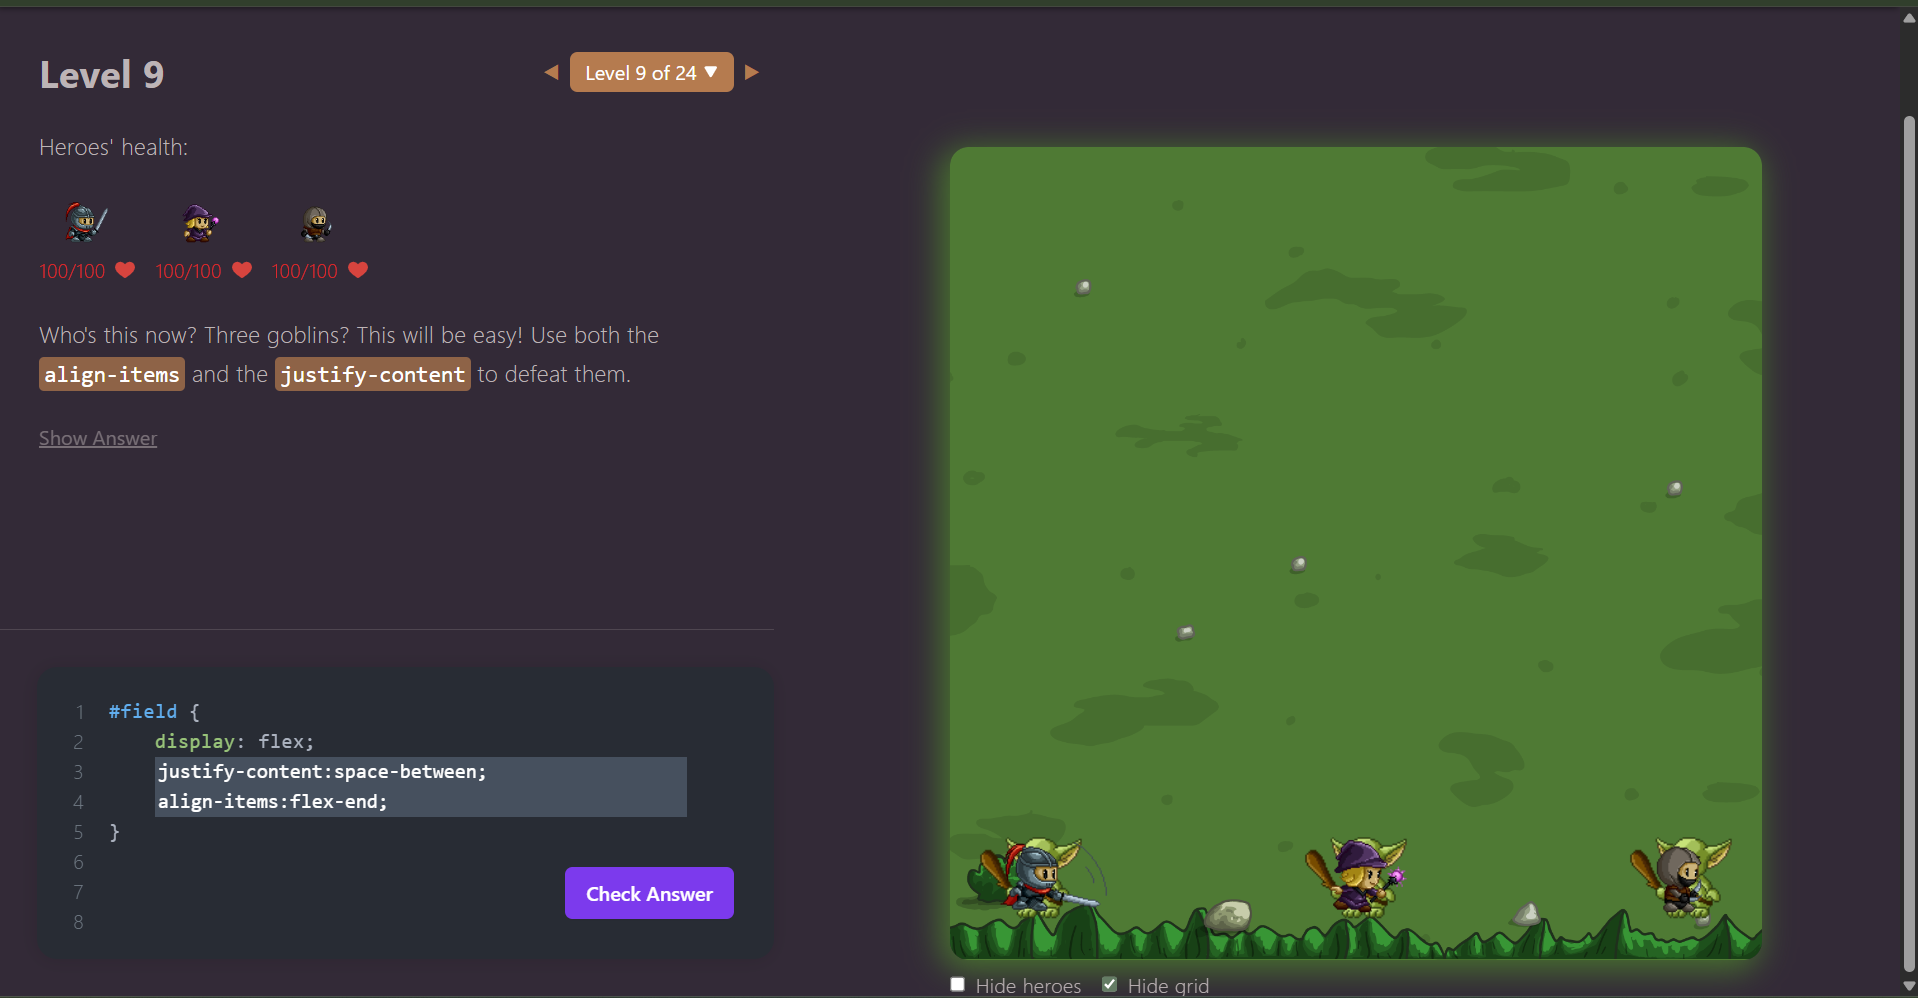 Level 9
Level 9 of 24 ▼
Heroes' health:
100/100 100/100 100/100
Who's this now? Three goblins? This will be easy! Use both the
align-items and the justify-content to defeat them.
Show Answer
1 #field {
2 display: flex;
3 justify-content:space-between;
4 align-items:flex-end;
5 }
6
7
8
Check Answer
Hide heroes Hide grid